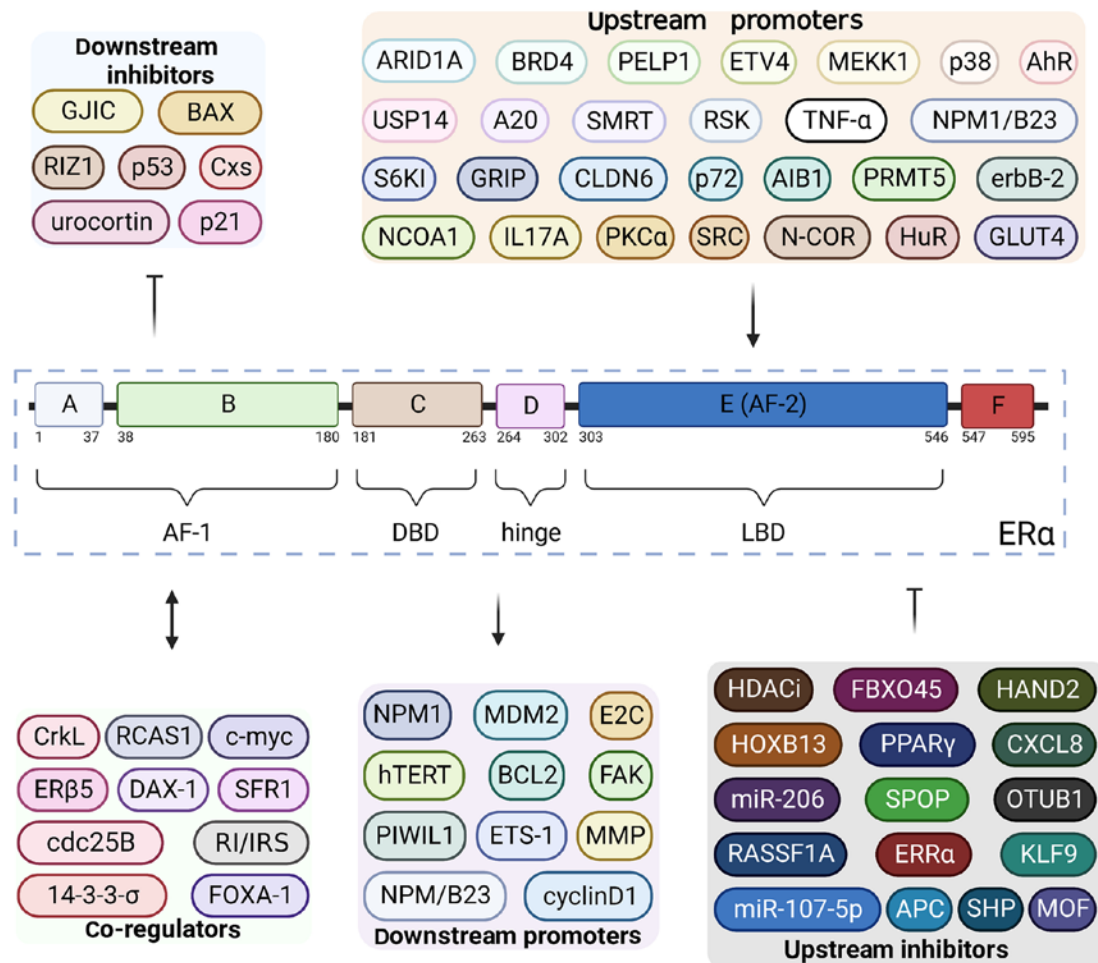 Downstream
inhibitors
GJIC BAX
RIZ1 p53 Cxs
urocortin p21
Upstream promoters
ARID1A BRD4 PELP1 ETV4 MEKK1 p38 AhR
USP14 A20 SMRT RSK TNF-α NPM1/B23
S6KI GRIP CLDN6 p72 AIB1 PRMT5 erbB-2
NCOA1 IL17A PKCα SRC N-COR HuR GLUT4
A B C D E (AF-2) F
1 37 38 180 181 263 264 302 303 546 547 595
AF-1 DBD hinge LBD ERα
CrkL RCAS1 c-myc
ERβ5 DAX-1 SFR1
cdc25B RI/IRS
14-3-3-σ FOXA-1
Co-regulators
NPM1 MDM2 E2C
hTERT BCL2 FAK
PIWIL1 ETS-1 MMP
NPM/B23 cyclinD1
Downstream promoters
HDACi FBXO45 HAND2
HOXB13 PPARγ CXCL8
miR-206 SPOP OTUB1
RASSF1A ERRα KLF9
miR-107-5p APC SHP MOF
Upstream inhibitors